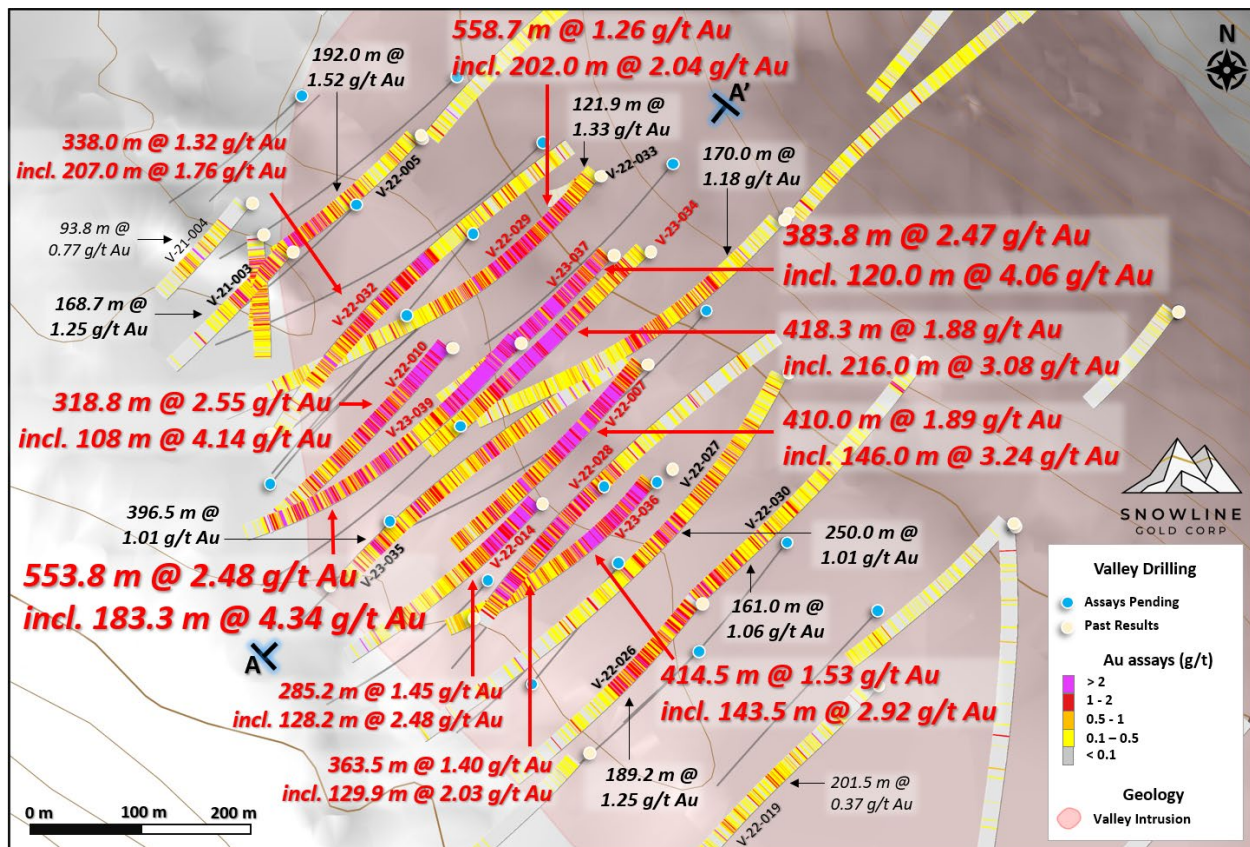 558.7 m @ 1.26 g/t Au
incl. 202.0 m @ 2.04 g/t Au
N
192.0 m @
1.52 g/t Au
A'
121.9 m @
1.33 g/t Au
338.0 m @ 1.32 g/t Au
incl. 207.0 m @ 1.76 g/t Au
V-22-005
V-22-033
170.0 m @
1.18 g/t Au
93.8 m @
0.77 g/t Au
V-21-004
V-22-029
V-23-034
V-23-037
383.8 m @ 2.47 g/t Au
incl. 120.0 m @ 4.06 g/t Au
V-21-003
168.7 m @
1.25 g/t Au
V-22-032
418.3 m @ 1.88 g/t Au
incl. 216.0 m @ 3.08 g/t Au
V-22-010
318.8 m @ 2.55 g/t Au
incl. 108 m @ 4.14 g/t Au
V-23-039
V-22-007
410.0 m @ 1.89 g/t Au
incl. 146.0 m @ 3.24 g/t Au
V-22-027
V-22-028
V-23-036
V-22-030
SNOWLINE
GOLD CORP
396.5 m @
1.01 g/t Au
V-23-035
V-22-014
250.0 m @
1.01 g/t Au
553.8 m @ 2.48 g/t Au
incl. 183.3 m @ 4.34 g/t Au
161.0 m @
1.06 g/t Au
A
V-22-026
285.2 m @ 1.45 g/t Au
incl. 128.2 m @ 2.48 g/t Au
414.5 m @ 1.53 g/t Au
incl. 143.5 m @ 2.92 g/t Au
363.5 m @ 1.40 g/t Au
incl. 129.9 m @ 2.03 g/t Au
189.2 m @
1.25 g/t Au
201.5 m @
0.37 g/t Au
V-22-019
0 m
100 m
200 m
Valley Drilling
Assays Pending
Past Results
Au assays (g/t)
> 2
1 - 2
0.5 - 1
0.1 – 0.5
< 0.1
Geology
Valley Intrusion